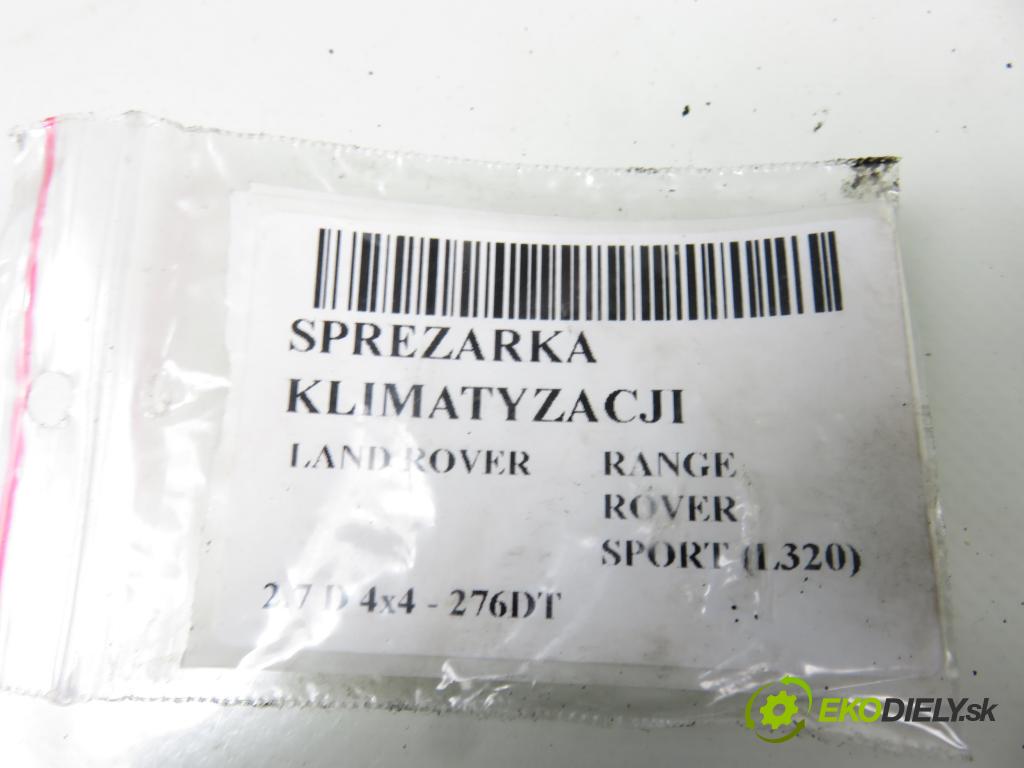 SPREZARKA
KLIMATYZACJI
LAND ROVER RANGE
ROVER
SPORT (L320)
2.7 D 4x4 - 276DT
EKODIELY.sk